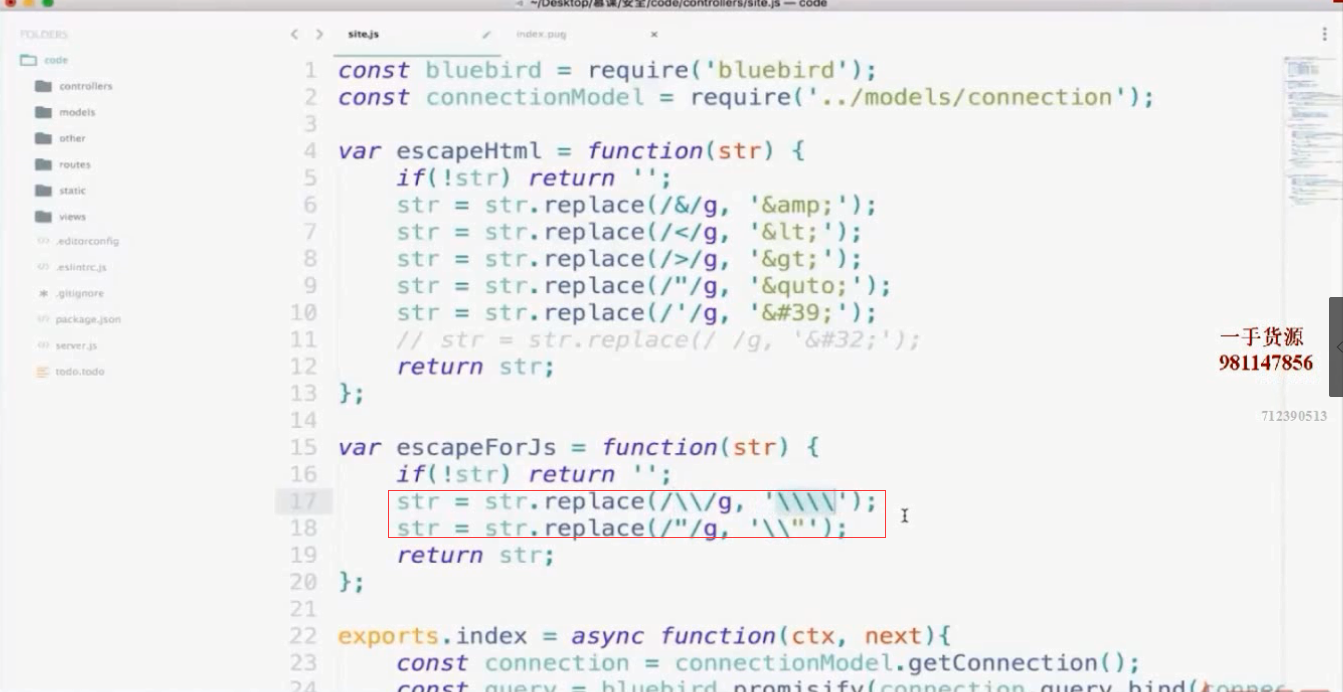 ~/Desktop/慕课/安全/code/controllers/site.js — code
FOLDERS
code
controllers
models
other
routes
static
views
.editorconfig
.eslintrc.js
.gitignore
package.json
server.js
todo.todo
site.js
index.pug
1 const bluebird = require('bluebird');
2 const connectionModel = require('../models/connection');
3
4 var escapeHtml = function(str) {
5 if(!str) return '';
6 str = str.replace(/&/g, '&amp;');
7 str = str.replace(/</g, '&lt;');
8 str = str.replace(/>/g, '&gt;');
9 str = str.replace(/"/g, '&quto;');
10 str = str.replace(/'/g, '&#39;');
11 // str = str.replace(/ /g, '&#32;');
12 return str;
13 };
14
15 var escapeForJs = function(str) {
16 if(!str) return '';
17 str = str.replace(/\\/g, '\\\\');
18 str = str.replace(/"/g, '\\"');
19 return str;
20 };
21
22 exports.index = async function(ctx, next){
23 const connection = connectionModel.getConnection();
24 const query = bluebird.promisify(connection.query.bind(connec
一手货源
981147856
712390513